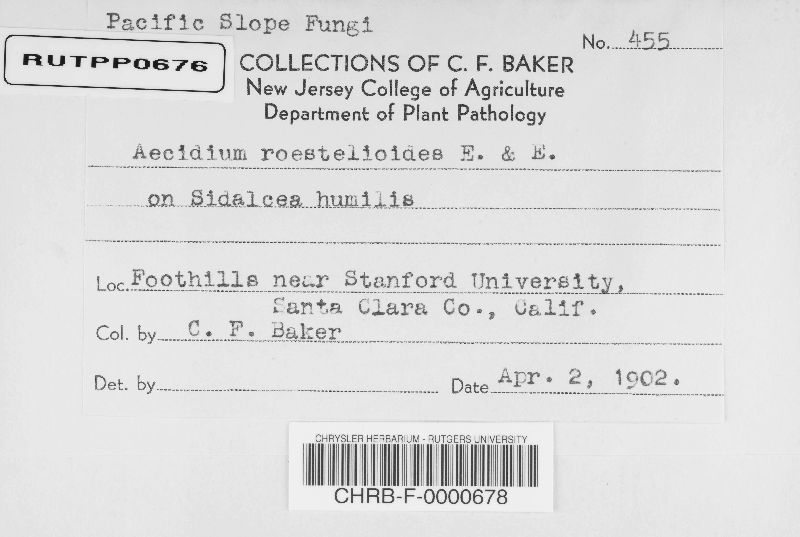 Pacific Slope Fungi
No. 455
RUTPP0676
COLLECTIONS OF C. F. BAKER
New Jersey College of Agriculture
Department of Plant Pathology
Aecidium roestelioides E. & E.
on Sidalcea humilis
Loc. Foothills near Stanford University,
Santa Clara Co., Calif.
Col. by C. F. Baker
Det. by
Date Apr. 2, 1902.
CHRYSLER HERBARIUM - RUTGERS UNIVERSITY
CHRB-F-0000678